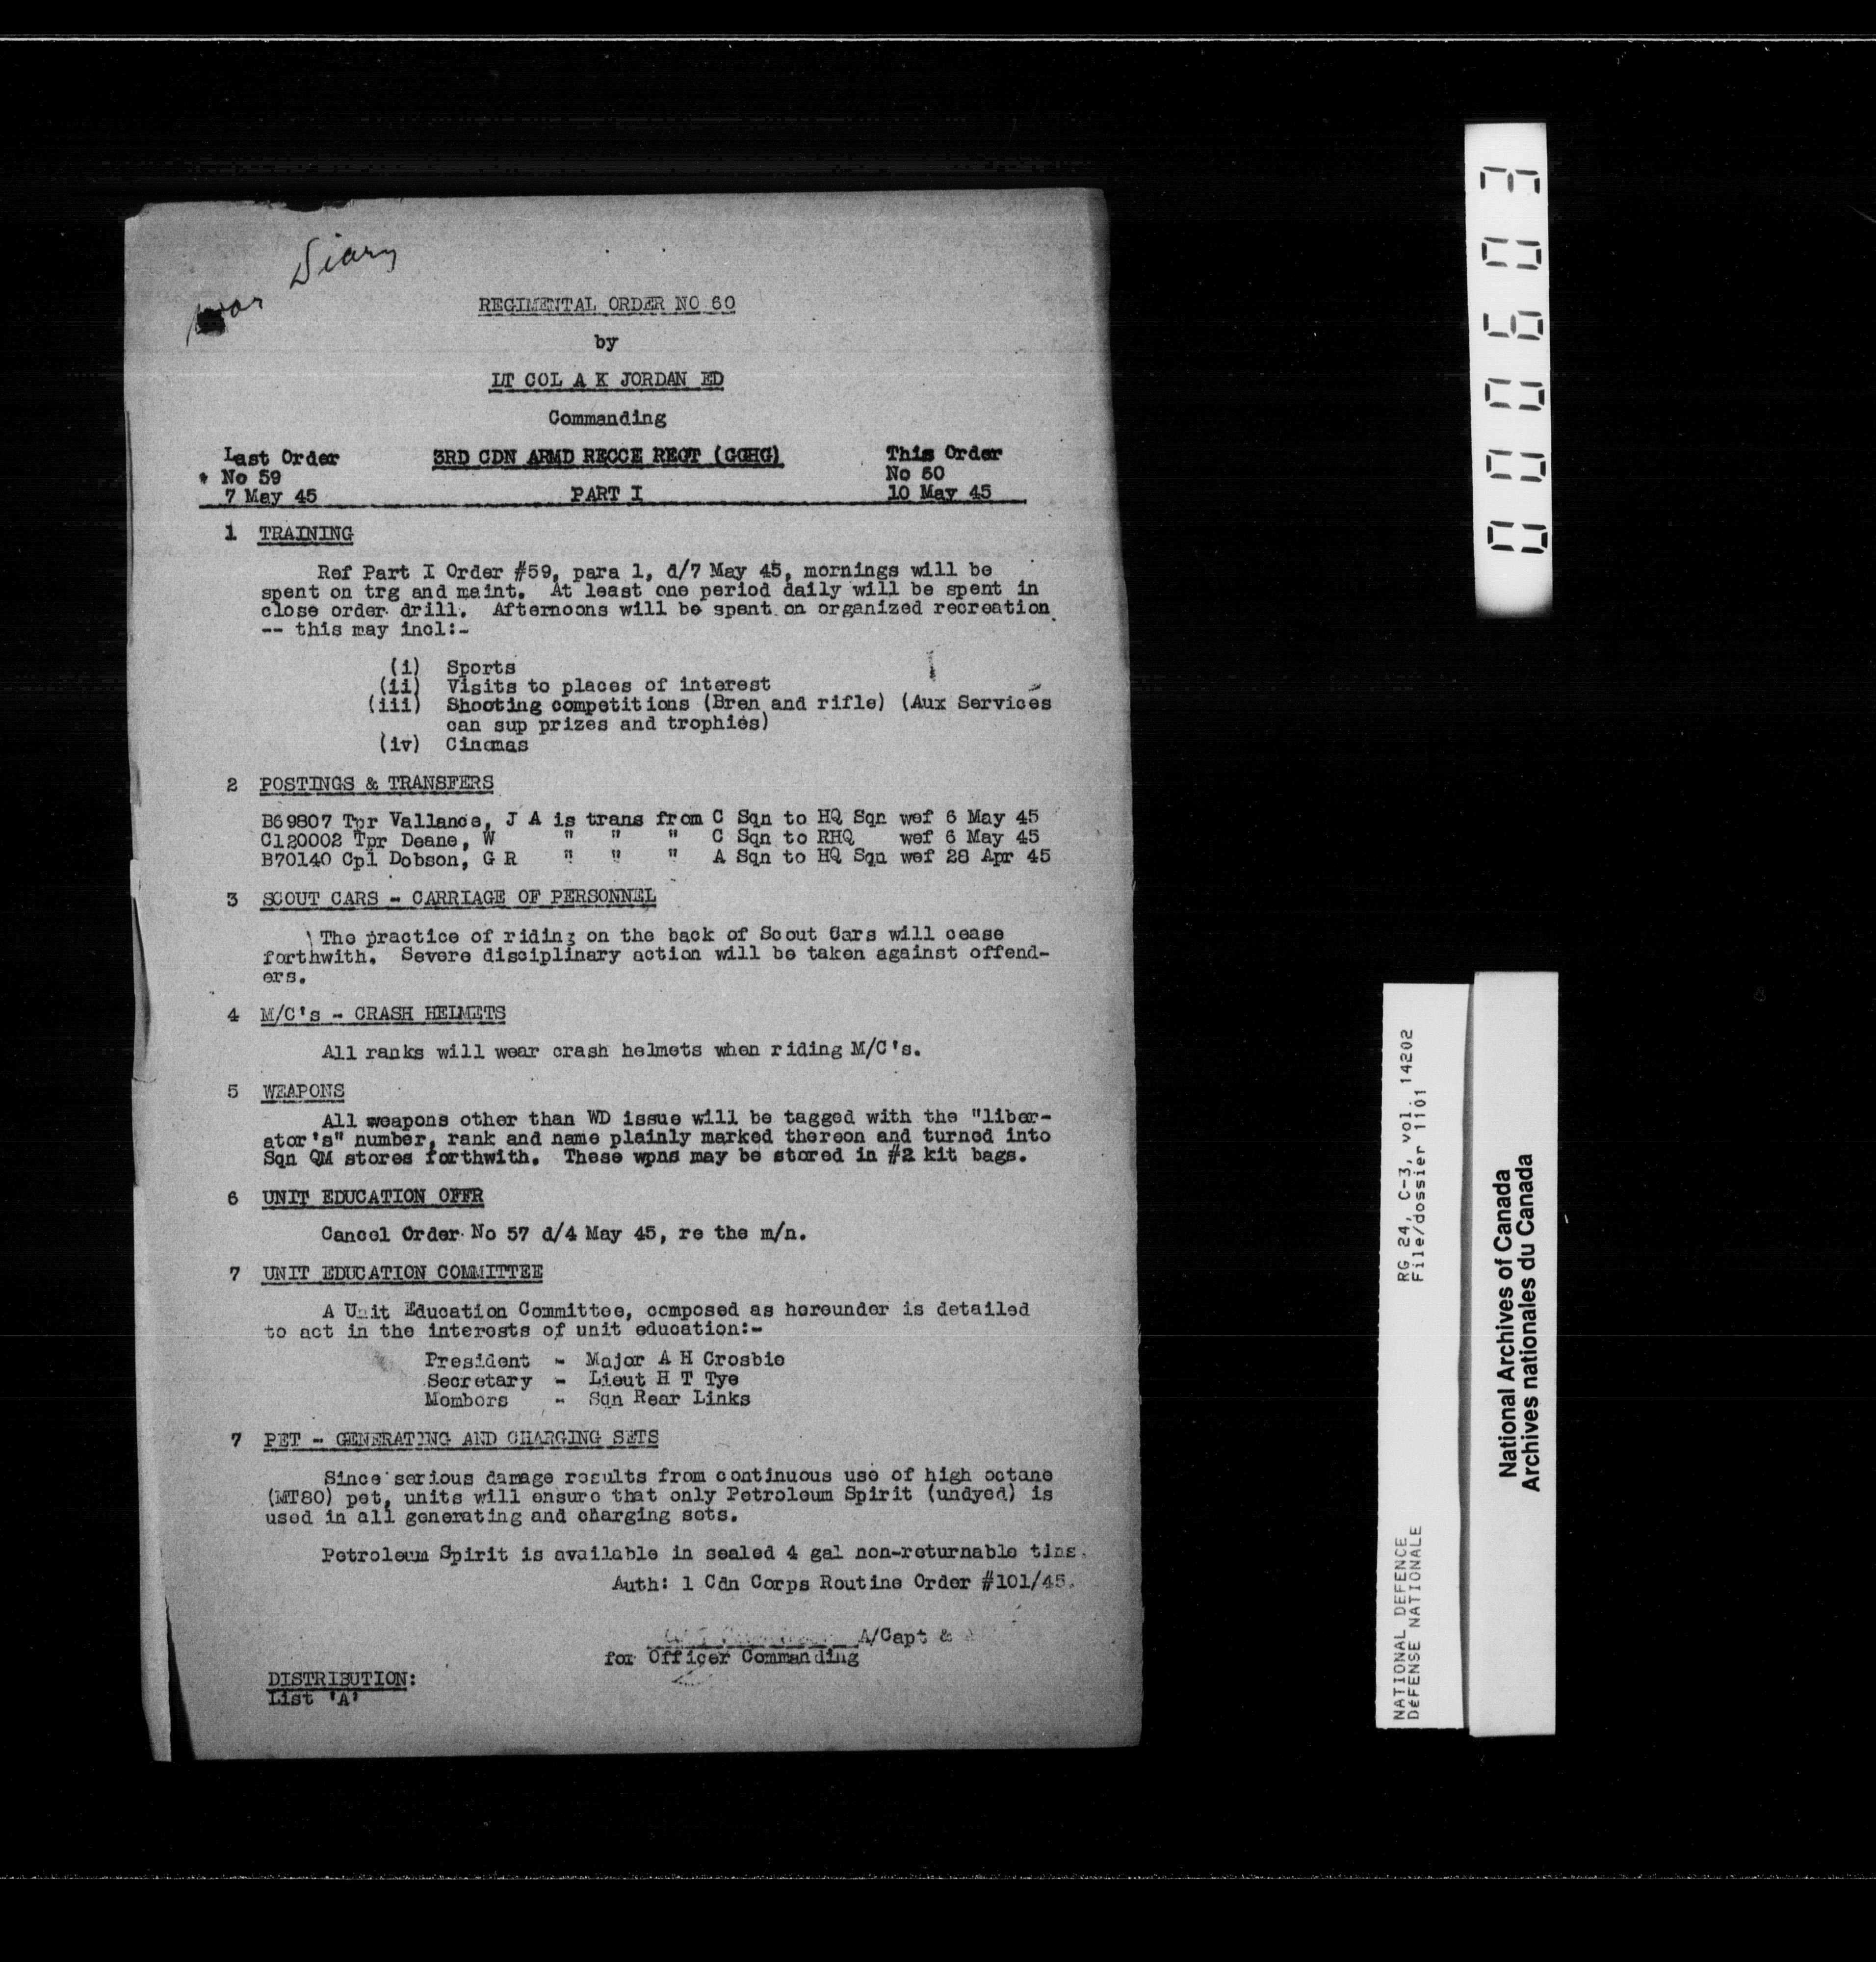 War Diary
REGIMENTAL ORDER NO 60
by
LT COL A K JORDAN ED
Commanding
Last Order 3RD CDN ARMD RECCE REGT (GGHG) This Order
No 59 No 60
7 May 45 PART I 10 May 45
1 TRAINING
Ref Part I Order #59, para 1, d/7 May 45, mornings will be
spent on trg and maint. At least one period daily will be spent in
close order drill. Afternoons will be spent on organized recreation
-- this may incl:-
(i) Sports
(ii) Visits to places of interest
(iii) Shooting competitions (Bren and rifle) (Aux Services
can sup prizes and trophies)
(iv) Cinemas
2 POSTINGS & TRANSFERS
B69807 Tpr Vallance, J A is trans from C Sqn to HQ Sqn wef 6 May 45
C120002 Tpr Deane, W " " " C Sqn to RHQ wef 6 May 45
B70140 Cpl Dobson, G R " " " A Sqn to HQ Sqn wef 28 Apr 45
3 SCOUT CARS - CARRIAGE OF PERSONNEL
The practice of riding on the back of Scout Cars will cease
forthwith. Severe disciplinary action will be taken against offend-
ers.
4 M/C's - CRASH HELMETS
All ranks will wear crash helmets when riding M/C's.
5 WEAPONS
All weapons other than WD issue will be tagged with the "liber-
ator's" number, rank and name plainly marked thereon and turned into
Sqn QM stores forthwith. These wpns may be stored in #2 kit bags.
6 UNIT EDUCATION OFFR
Cancel Order No 57 d/4 May 45, re the m/n.
7 UNIT EDUCATION COMMITTEE
A Unit Education Committee, composed as hereunder is detailed
to act in the interests of unit education:-
President - Major A H Crosbie
Secretary - Lieut H T Tye
Members - Sqn Rear Links
7 PET - GENERATING AND CHARGING SETS
Since serious damage results from continuous use of high octane
(MT80) pet, units will ensure that only Petroleum Spirit (undyed) is
used in all generating and charging sets.
Petroleum Spirit is available in sealed 4 gal non-returnable tins.
Auth: 1 Cdn Corps Routine Order #101/45.
A/Capt &
for Officer Commanding
DISTRIBUTION:
List 'A'
000603
RG 24, C-3, vol. 14202
File/dossier 1101
NATIONAL DEFENCE
DÉFENSE NATIONALE
National Archives of Canada
Archives nationales du Canada